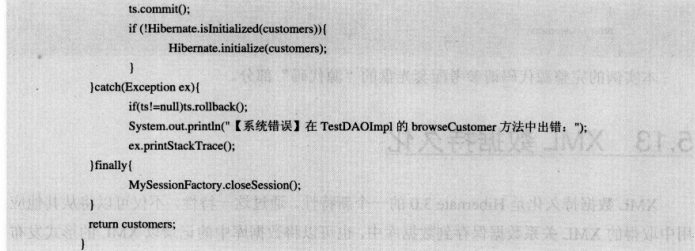 ts.commit();
if (!Hibernate.isInitialized(customers)){
Hibernate.initialize(customers);
}
}catch(Exception ex){
if(ts!=null)ts.rollback();
System.out.println("【系统错误】在 TestDAOImpl 的 browseCustomer 方法中出错：");
ex.printStackTrace();
}finally{
MySessionFactory.closeSession();
}
return customers;
}